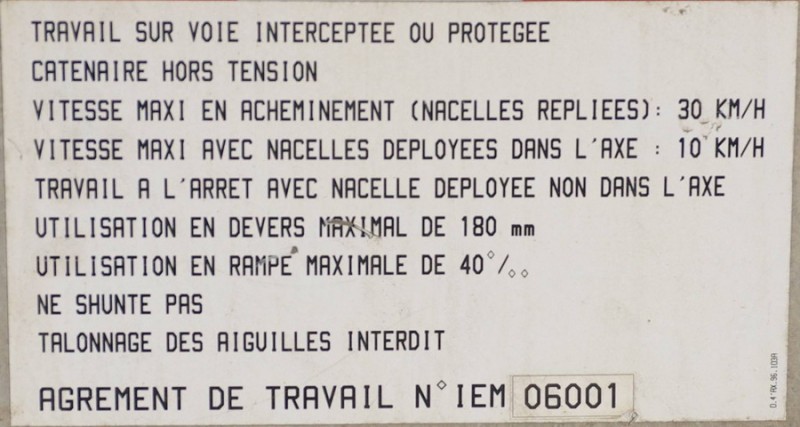 TRAVAIL SUR VOIE INTERCEPTEE OU PROTEGEE
CATENAIRE HORS TENSION
VITESSE MAXI EN ACHEMINEMENT (NACELLES REPLIEES): 30 KM/H
VITESSE MAXI AVEC NACELLES DEPLOYEES DANS L'AXE : 10 KM/H
TRAVAIL A L'ARRET AVEC NACELLE DEPLOYEE NON DANS L'AXE
UTILISATION EN DEVERS MAXIMAL DE 180 mm
UTILISATION EN RAMPE MAXIMALE DE 40°/oo
NE SHUNTE PAS
TALONNAGE DES AIGUILLES INTERDIT
AGREMENT DE TRAVAIL N°IEM 06001